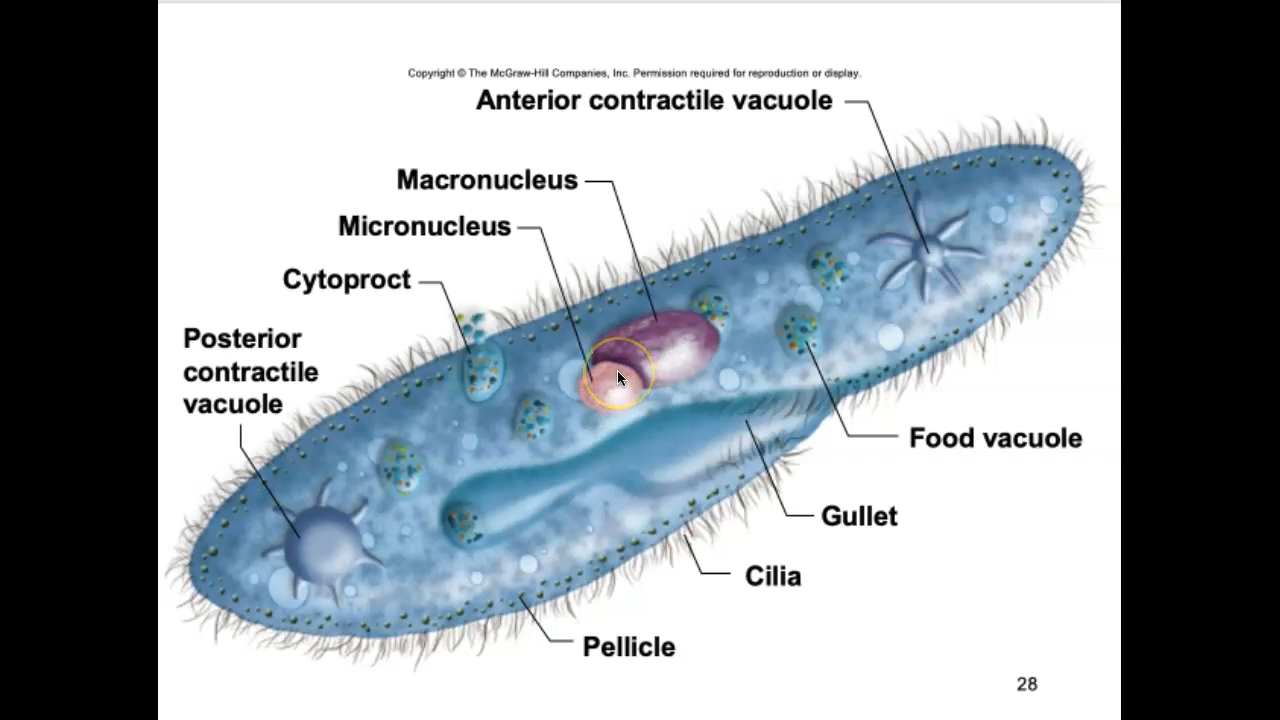 Copyright © The McGraw-Hill Companies, Inc. Permission required for reproduction or display.
Anterior contractile vacuole
Macronucleus
Micronucleus
Cytoproct
Posterior
contractile
vacuole
Food vacuole
Gullet
Cilia
Pellicle
28